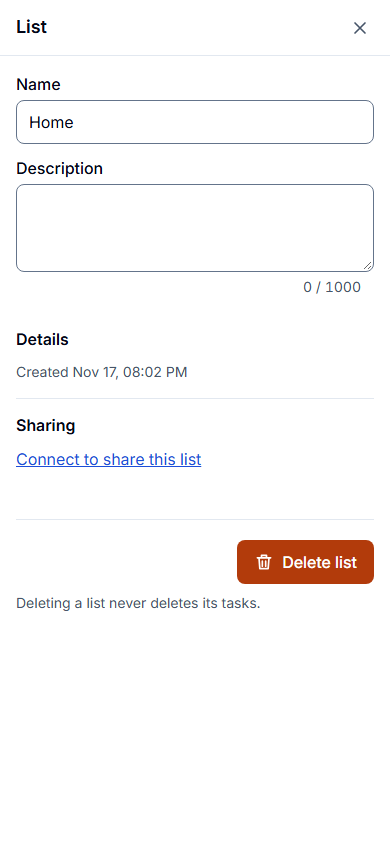 List
Name
Home
Description
0 / 1000
Details
Created Nov 17, 08:02 PM
Sharing
Connect to share this list
Delete list
Deleting a list never deletes its tasks.